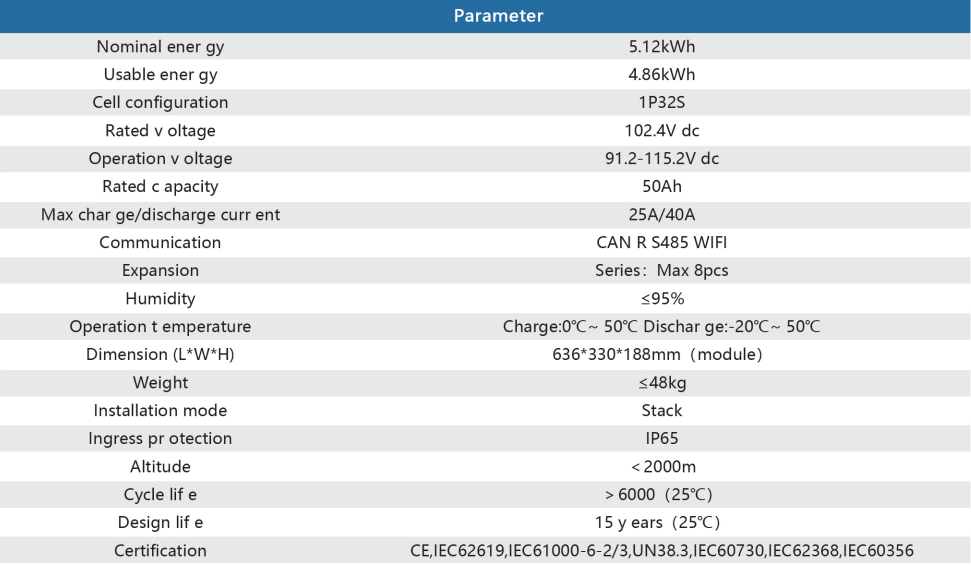 Parameter
Nominal ener gy 5.12kWh
Usable ener gy 4.86kWh
Cell configuration 1P32S
Rated v oltage 102.4V dc
Operation v oltage 91.2-115.2V dc
Rated c apacity 50Ah
Max char ge/discharge curr ent 25A/40A
Communication CAN R S485 WIFI
Expansion Series：Max 8pcs
Humidity ≤95%
Operation t emperature Charge:0℃~ 50℃ Dischar ge:-20℃~ 50℃
Dimension (L*W*H) 636*330*188mm（module）
Weight ≤48kg
Installation mode Stack
Ingress pr otection IP65
Altitude ＜2000m
Cycle lif e ＞6000（25℃）
Design lif e 15 y ears（25℃）
Certification CE,IEC62619,IEC61000-6-2/3,UN38.3,IEC60730,IEC62368,IEC60356